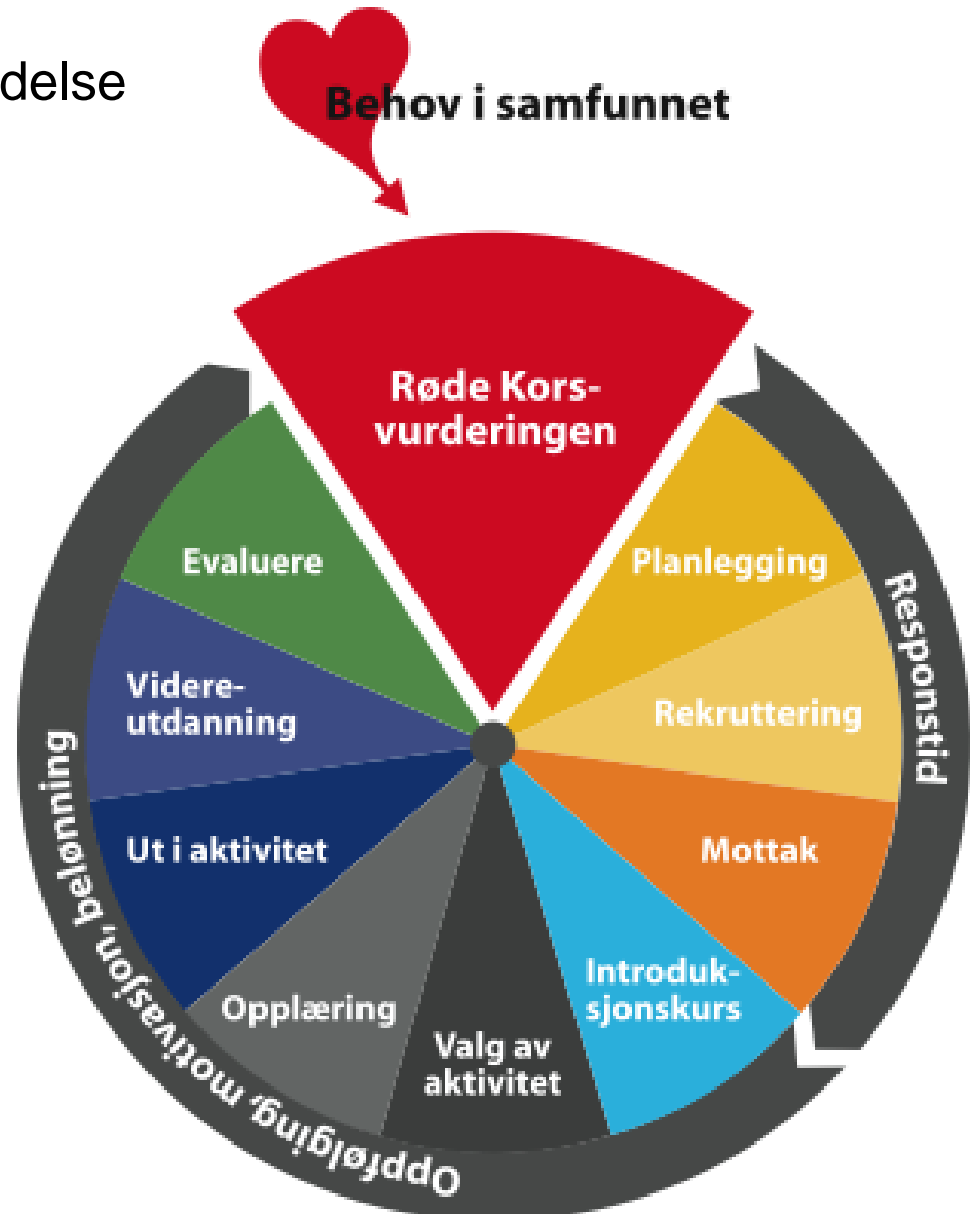 delse
Behov i samfunnet
Røde Kors-
vurderingen
Planlegging
Rekruttering
Mottak
Introduk-
sjonskurs
Valg av
aktivitet
Opplæring
Ut i aktivitet
Videre-
utdanning
Evaluere
Responstid
Oppfølging, motivasjon, belønning